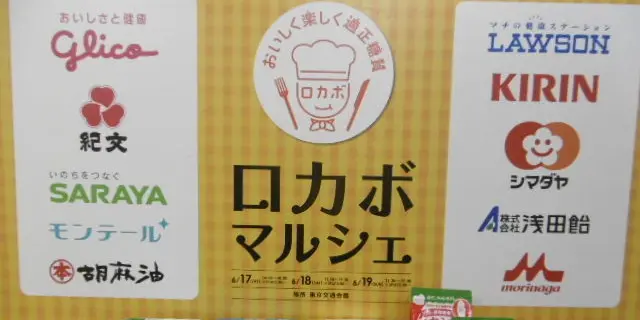 おいしさと健康
Glico
紀文
いのちをつなぐ
SARAYA
モンテール
本 胡麻油
おいしく楽しく適正糖質
ロカボ
ロカボ
マルシェ
6/17 6/18 6/19
場所 東京交通会館
マチの健康ステーション
LAWSON
KIRIN
シマダヤ
株式会社 浅田飴
morinaga